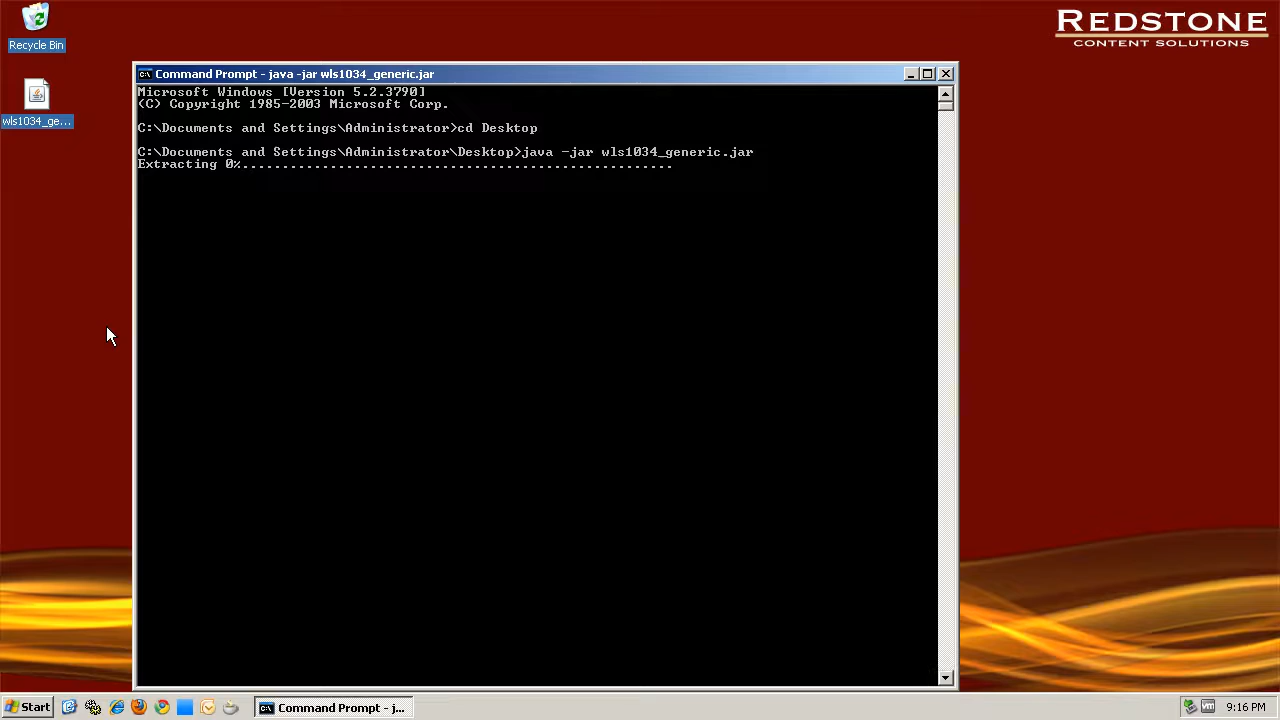 REDSTONE
CONTENT SOLUTIONS
Recycle Bin
wls1034_ge...
Command Prompt - java -jar wls1034_generic.jar
Microsoft Windows [Version 5.2.3790]
(C) Copyright 1985-2003 Microsoft Corp.
C:\Documents and Settings\Administrator>cd Desktop
C:\Documents and Settings\Administrator\Desktop>java -jar wls1034_generic.jar
Extracting 0%......................................................
Start
Command Prompt - j...
9:16 PM